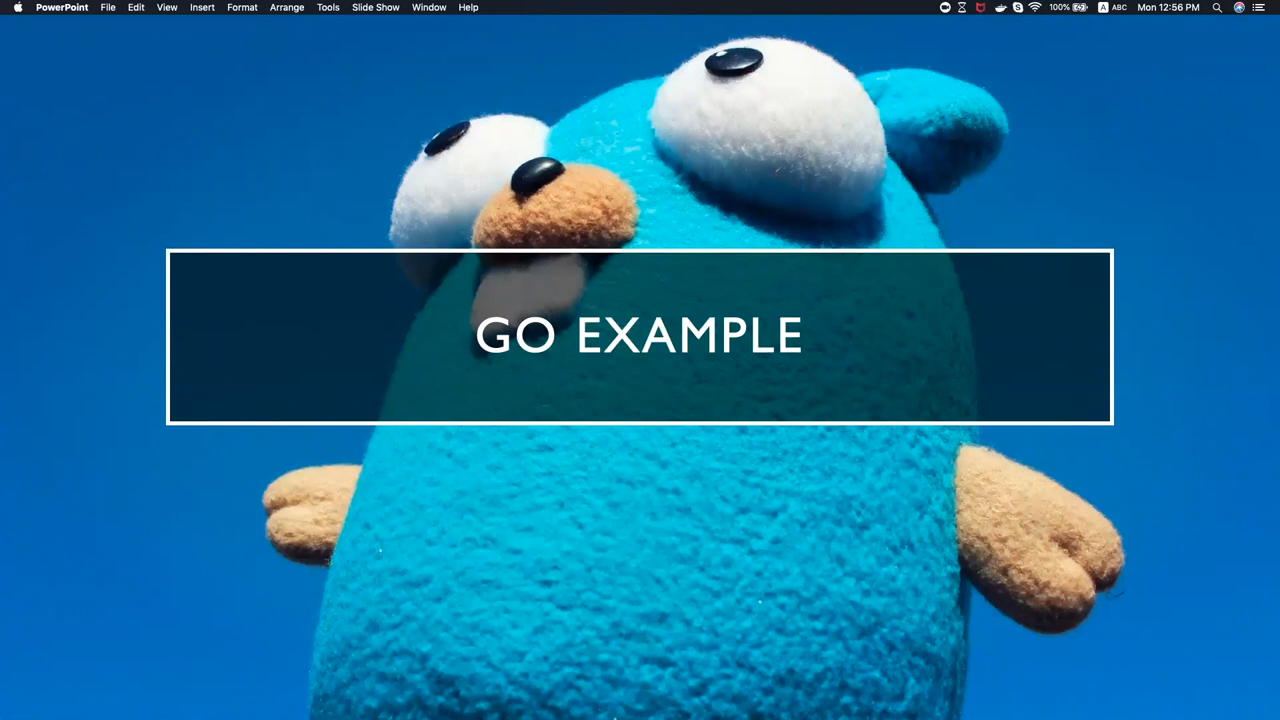 PowerPoint File Edit View Insert Format Arrange Tools Slide Show Window Help 100% A ABC Mon 12:56 PM
GO EXAMPLE